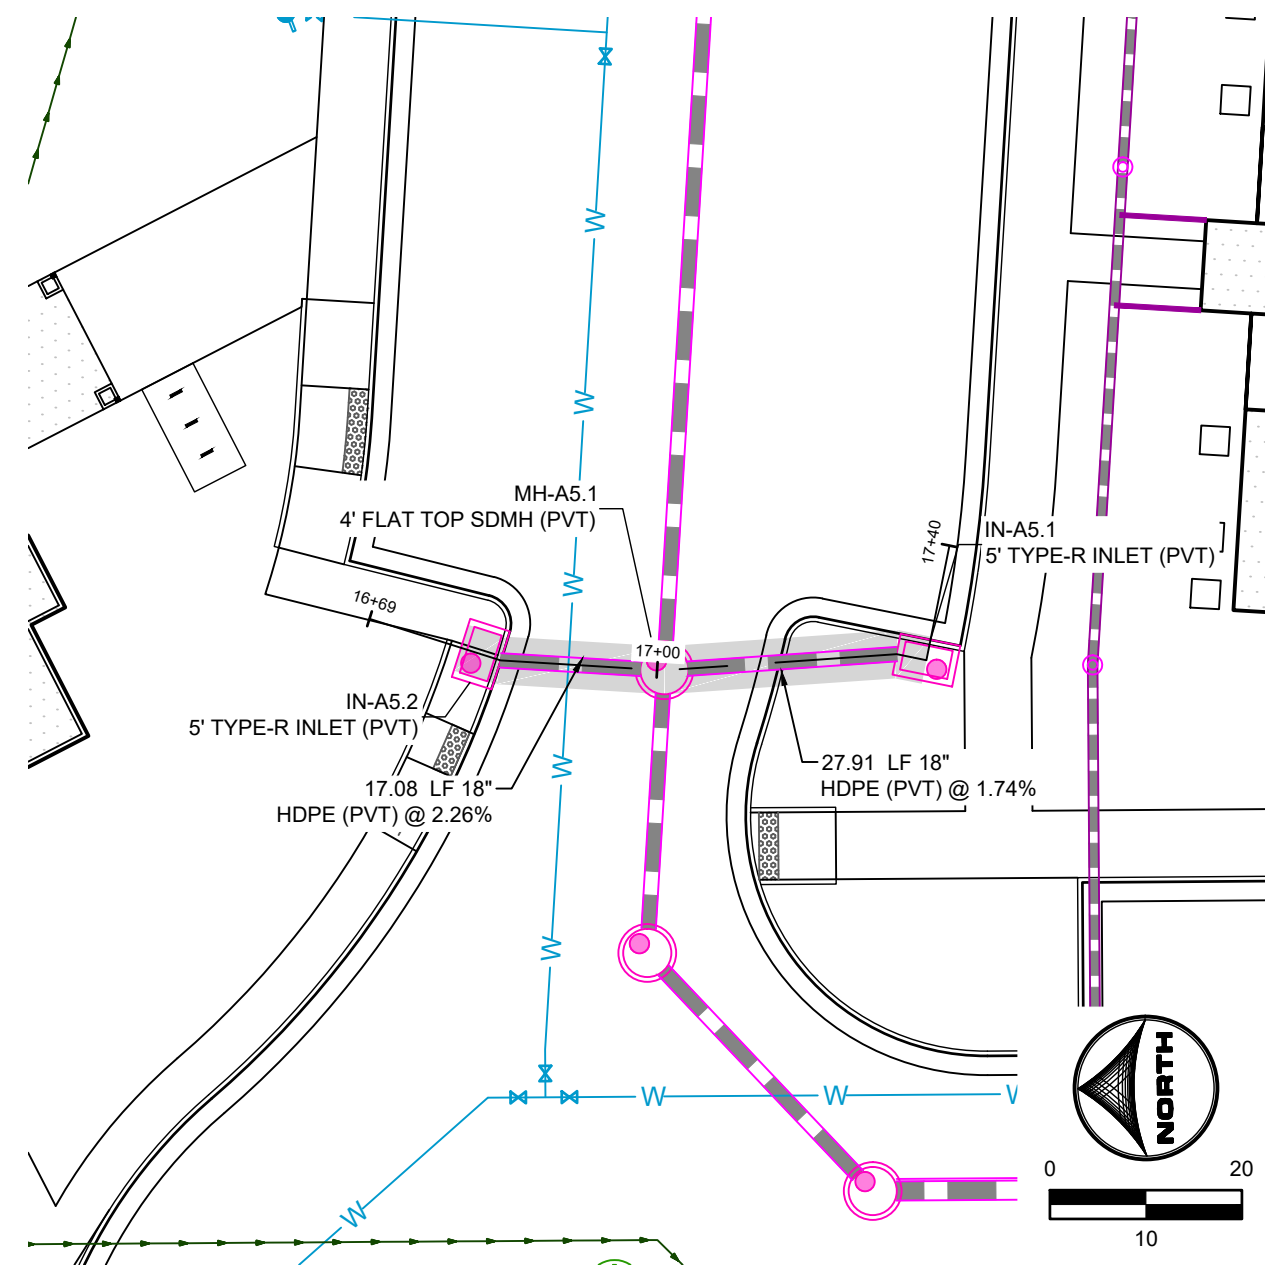 W
W
MH-A5.1
4' FLAT TOP SDMH (PVT)
17+40
IN-A5.1
5' TYPE-R INLET (PVT)
W
16+69
17+00
IN-A5.2
5' TYPE-R INLET (PVT)
W
27.91 LF 18"
HDPE (PVT) @ 1.74%
17.08 LF 18"
HDPE (PVT) @ 2.26%
W
NORTH
W
W
W
0
20
10
W